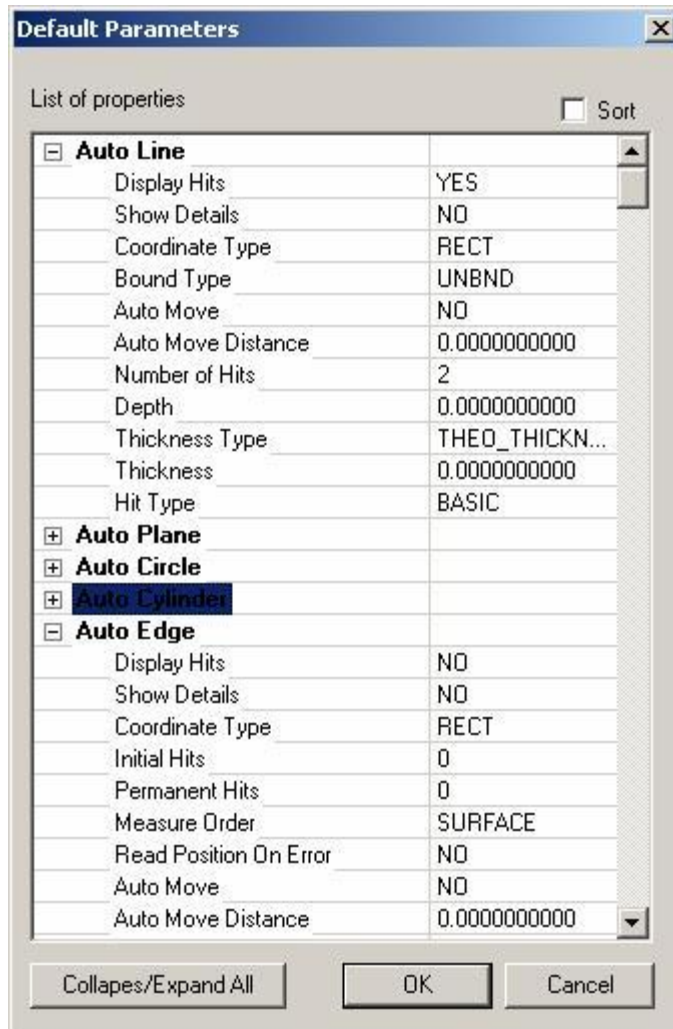 Default Parameters
List of properties
Sort
Auto Line
Display Hits YES
Show Details NO
Coordinate Type RECT
Bound Type UNBND
Auto Move NO
Auto Move Distance 0.0000000000
Number of Hits 2
Depth 0.0000000000
Thickness Type THEO_THICKN...
Thickness 0.0000000000
Hit Type BASIC
Auto Plane
Auto Circle
Auto Cylinder
Auto Edge
Display Hits NO
Show Details NO
Coordinate Type RECT
Initial Hits 0
Permanent Hits 0
Measure Order SURFACE
Read Position On Error NO
Auto Move NO
Auto Move Distance 0.0000000000
Collapes/Expand All OK Cancel